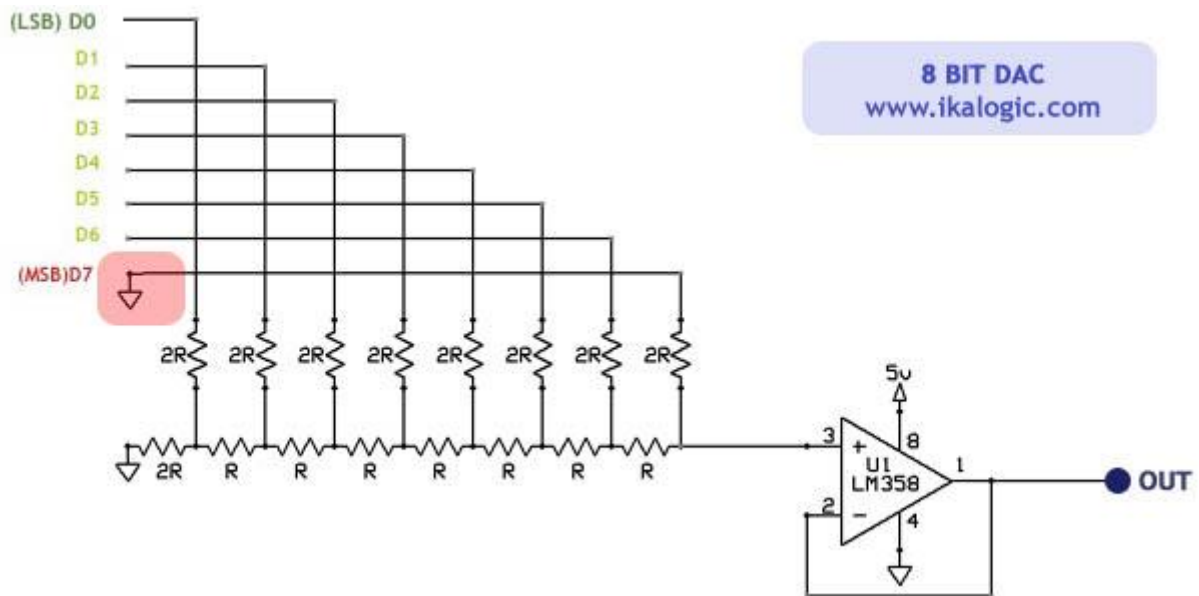 (LSB) D0
D1
D2
D3
D4
D5
D6
(MSB)D7
8 BIT DAC
www.ikalogic.com
2R 2R 2R 2R 2R 2R 2R 2R
2R R R R R R R R
5v
3 + 8
U1 1
LM358
2 - 4
OUT